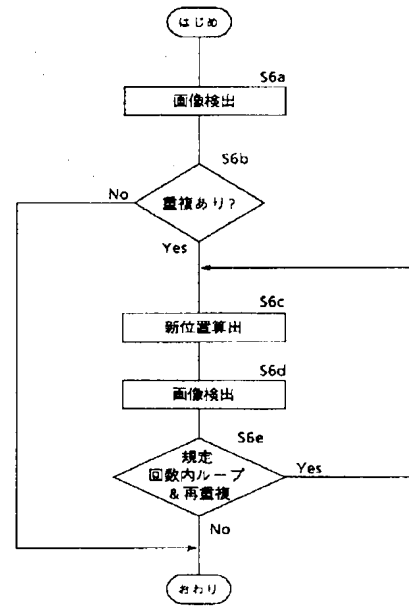 はじめ
S6a
画像検出
S6b
No
重複あり?
Yes
S6c
新位置算出
S6d
画像検出
S6e
規定
回数内ループ
&再重複
Yes
No
おわり